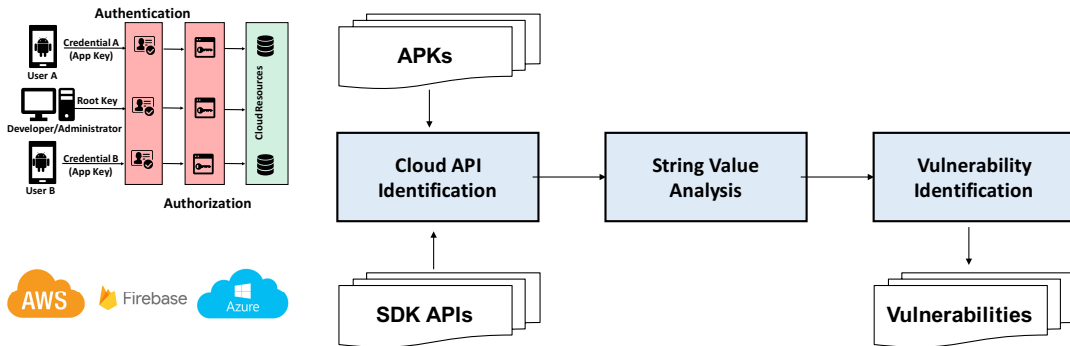 Authentication
Credential A
(App Key)
User A
Root Key
Developer/Administrator
Credential B
(App Key)
User B
Cloud Resources
Authorization
AWS
Firebase
Azure
APKs
Cloud API
Identification
SDK APIs
String Value
Analysis
Vulnerability
Identification
Vulnerabilities